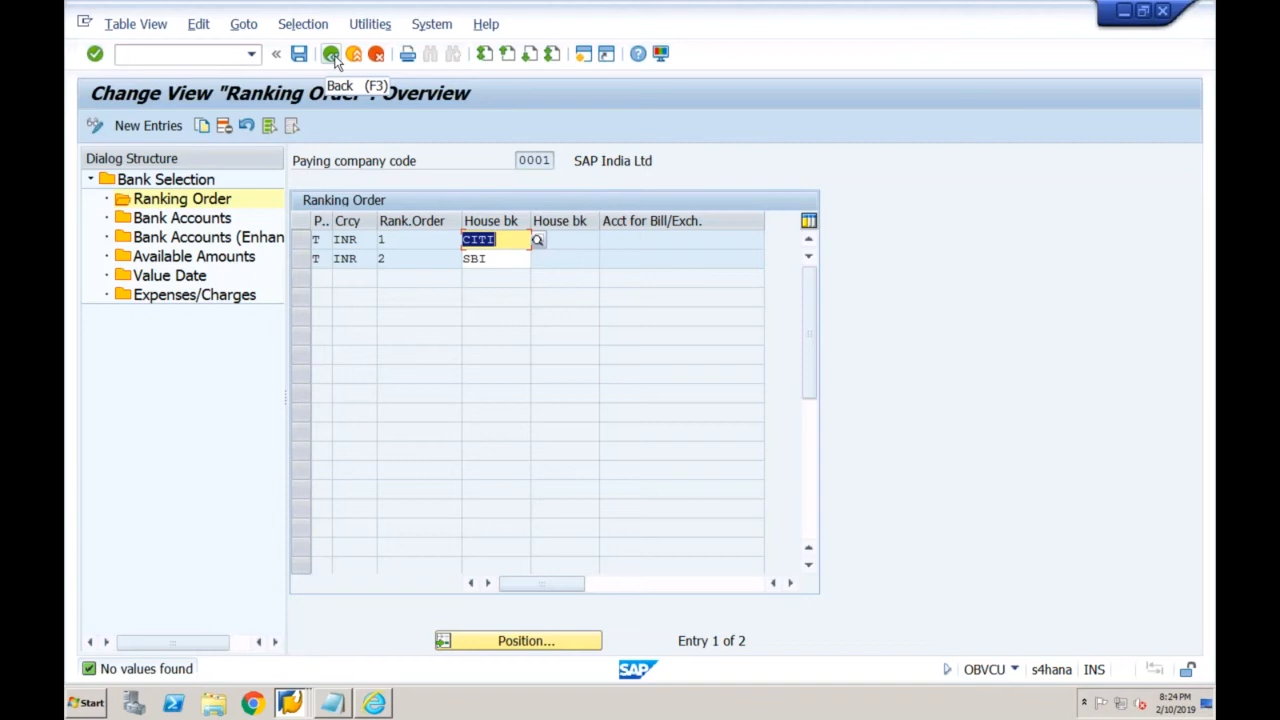 Table View Edit Goto Selection Utilities System Help
Back (F3)
Change View "Ranking Order": Overview
New Entries
Dialog Structure
Bank Selection
Ranking Order
Bank Accounts
Bank Accounts (Enhan
Available Amounts
Value Date
Expenses/Charges
Paying company code 0001 SAP India Ltd
Ranking Order
P.. Crcy Rank.Order House bk House bk Acct for Bill/Exch.
T INR 1 CITI
T INR 2 SBI
Position... Entry 1 of 2
No values found
SAP
OBVCU s4hana INS
Start
8:24 PM
2/10/2019